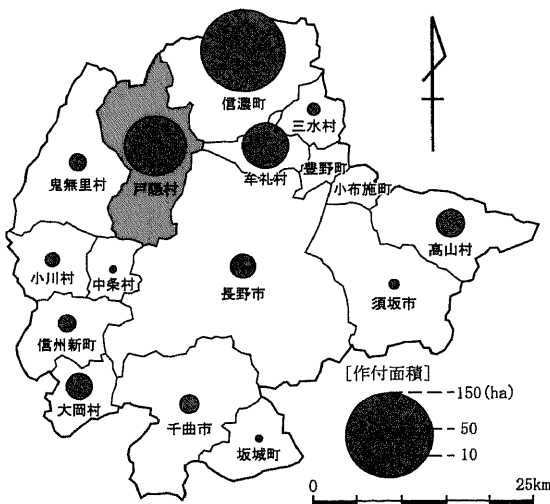 信濃町
三水村
牟礼村
豊野町
戸隠村
鬼無里村
小布施町
高山村
小川村
中条村
長野市
須坂市
信州新町
大岡村
千曲市
坂城町
[作付面積]
150(ha)
50
10
0 25km